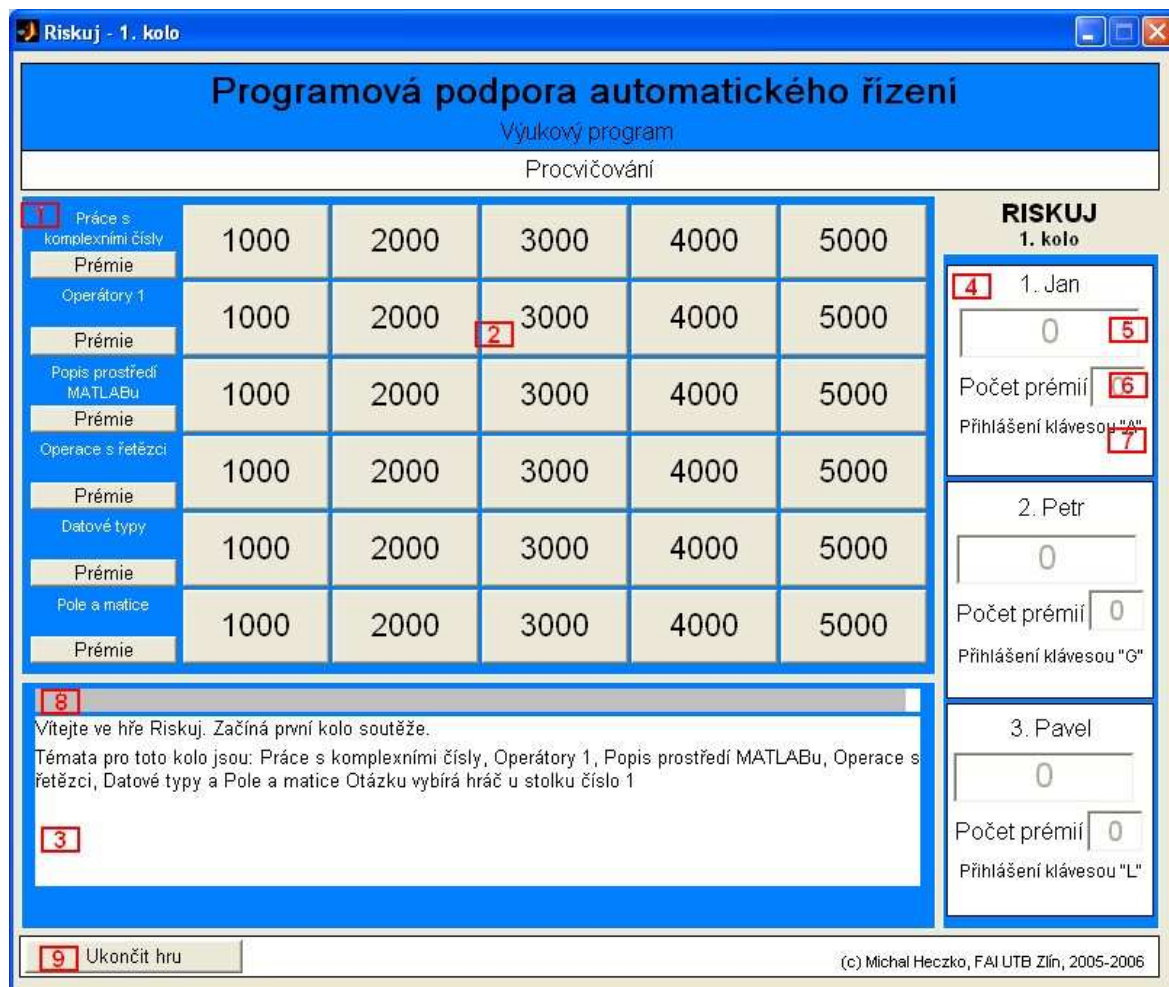 Riskuj - 1. kolo
Programová podpora automatického řízení
Výukový program
Procvičování
1
Práce s
komplexními čísly
Prémie
1000 2000 3000 4000 5000
Operátory 1
Prémie
1000 2000 2 3000 4000 5000
Popis prostředí
MATLABu
Prémie
1000 2000 3000 4000 5000
Operace s řetězci
Prémie
1000 2000 3000 4000 5000
Datové typy
Prémie
1000 2000 3000 4000 5000
Pole a matice
Prémie
1000 2000 3000 4000 5000
RISKUJ
1. kolo
4 1. Jan
0 5
Počet prémií 0 6
Přihlášení klávesou "A"
7
2. Petr
0
Počet prémií 0
Přihlášení klávesou "G"
3. Pavel
0
Počet prémií 0
Přihlášení klávesou "L"
8
Vítejte ve hře Riskuj. Začíná první kolo soutěže.
Témata pro toto kolo jsou: Práce s komplexními čísly, Operátory 1, Popis prostředí MATLABu, Operace s
řetězci, Datové typy a Pole a matice Otázku vybírá hráč u stolku číslo 1
3
9 Ukončit hru
(c) Michal Heczko, FAI UTB Zlín, 2005-2006